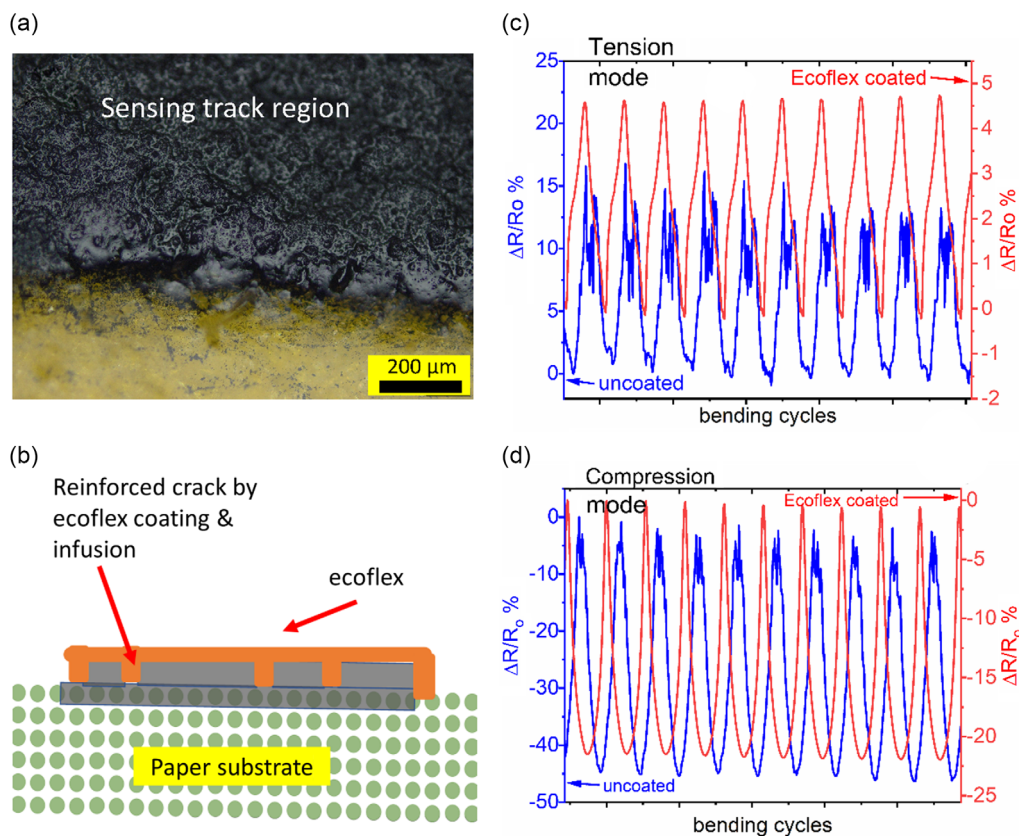 (a)
Sensing track region
200 µm
(b)
Reinforced crack by
ecoflex coating &
infusion
ecoflex
Paper substrate
(c)
Tension
mode
Ecoflex coated
uncoated
25
20
15
10
5
0
ΔR/Ro %
5
4
3
2
1
0
-1
-2
ΔR/Ro %
bending cycles
(d)
Compression
mode
Ecoflex coated
uncoated
0
-10
-20
-30
-40
-50
ΔR/Rₒ %
0
-5
-10
-15
-20
-25
ΔR/Rₒ %
bending cycles